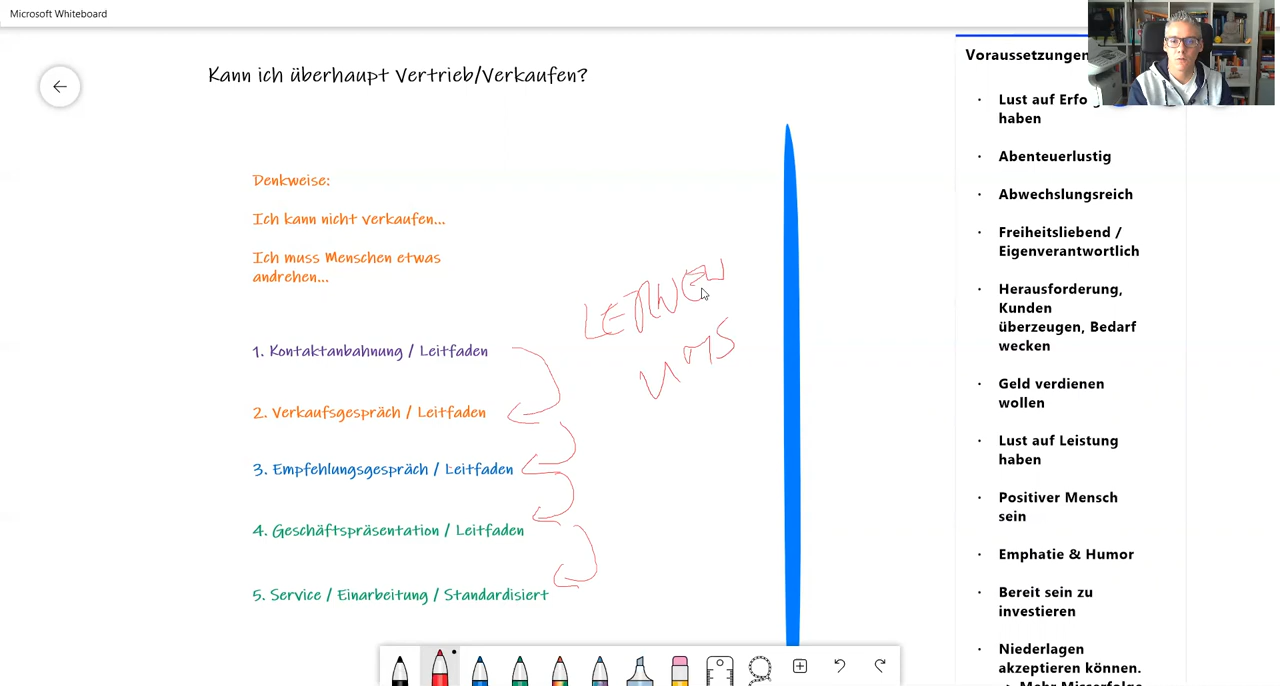 Microsoft Whiteboard
Kann ich überhaupt Vertrieb/Verkaufen?
Denkweise:
Ich kann nicht verkaufen...
Ich muss Menschen etwas
andrehen...
1. Kontaktanbahnung / Leitfaden
2. Verkaufsgespräch / Leitfaden
3. Empfehlungsgespräch / Leitfaden
4. Geschäftspräsentation / Leitfaden
5. Service / Einarbeitung / Standardisiert
LERNEN
Voraussetzungen
· Lust auf Erfo
haben
· Abenteuerlustig
· Abwechslungsreich
· Freiheitsliebend /
Eigenverantwortlich
· Herausforderung,
Kunden
überzeugen, Bedarf
wecken
· Geld verdienen
wollen
· Lust auf Leistung
haben
· Positiver Mensch
sein
· Emphatie & Humor
· Bereit sein zu
investieren
· Niederlagen
akzeptieren können.
Mehr Misserfolge